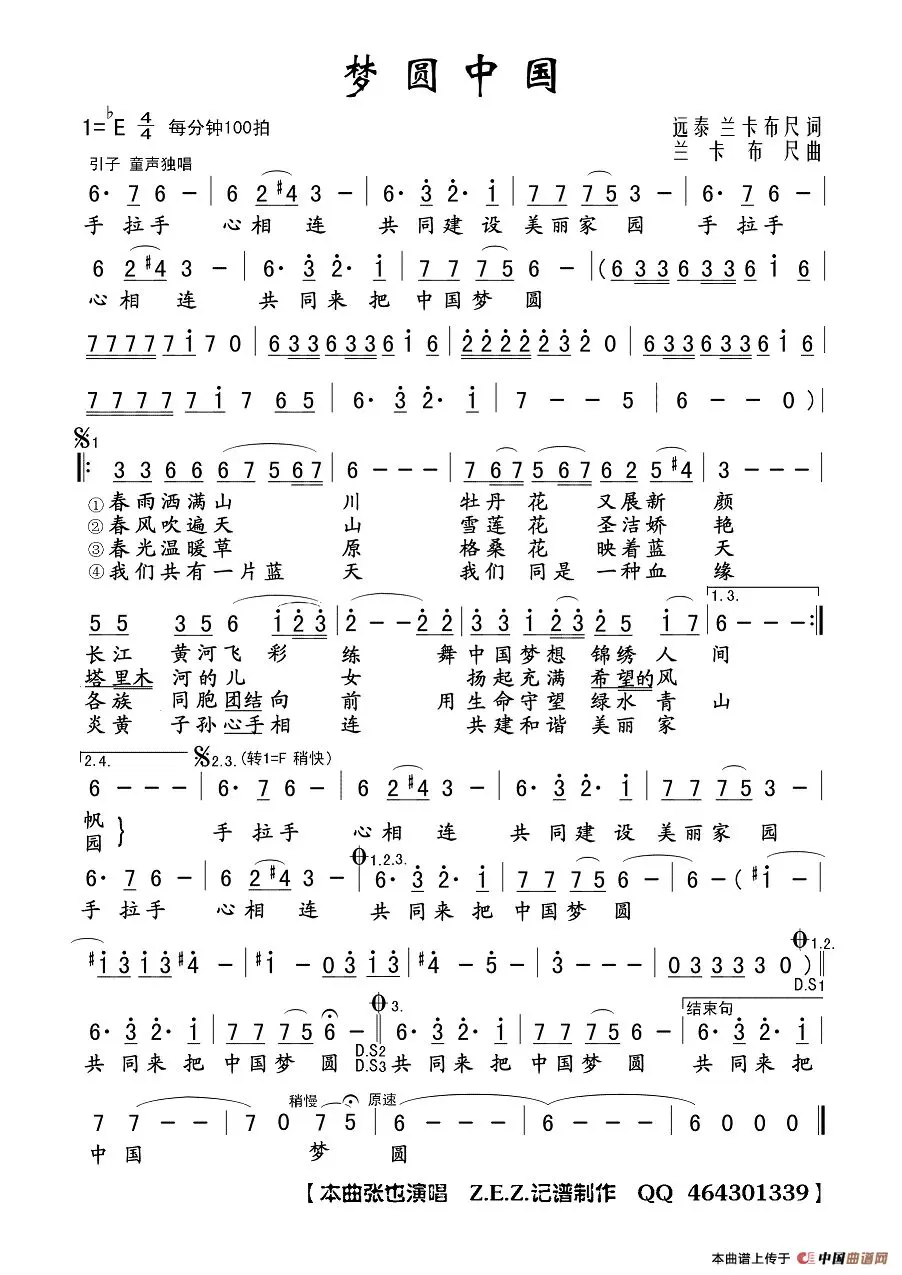 梦圆中国
1=♭E 4/4 每分钟100拍
远泰 兰卡布尺 词
兰卡布尺 曲
引子 童声独唱
6· 7 6 - | 6 2 #4 3 - | 6· 3 2· i | 7 7 7 5 3 - | 6· 7 6 - |
手 拉 手 心 相 连 共 同 建 设 美 丽 家 园 手 拉 手
6 2 #4 3 - | 6· 3 2· i | 7 7 7 5 6 - | (6 3 3 6 3 3 6 i 6 |
心 相 连 共 同 来 把 中 国 梦 圆
7 7 7 7 7 i 7 0 | 6 3 3 6 3 3 6 i 6 | 2 2 2 2 2 3 2 0 | 6 3 3 6 3 3 6 i 6 |
7 7 7 7 7 i 7 6 5 | 6· 3 2· i | 7 - - 5 | 6 - - 0 ) |
𝄋1
‖: 3 3 6 6 6 7 5 6 7 | 6 - - - | 7 6 7 5 6 7 6 2 5 #4 | 3 - - - |
①春雨洒满山 川 牡丹 花 又展新 颜
②春风吹遍天 山 雪莲 花 圣洁娇 艳
③春光温暖草 原 格桑 花 映着蓝 天
④我们共有一片蓝 天 我们 同是 一种血 缘
1.3.
5 5 3 5 6 i 2 3 | 2 - - 2 2 | 3 3 i 2 3 2 5 i 7 | 6 - - - :‖
长江 黄河飞 彩 练 舞中国梦想 锦绣人 间
塔里木 河的儿 女 扬起充满 希望的风
各族 同胞团结向 前 用生命守望 绿水青 山
炎黄 子孙心手相 连 共建和谐 美丽家
2.4. 𝄋2.3.(转1=F 稍快)
6 - - - | 6· 7 6 - | 6 2 #4 3 - | 6· 3 2· i | 7 7 7 5 3 - |
帆
园} 手 拉 手 心 相 连 共 同 建 设 美 丽 家 园
𝄌1.2.3.
6· 7 6 - | 6 2 #4 3 - | 6· 3 2· i | 7 7 7 5 6 - | 6 - ( #i - |
手 拉 手 心 相 连 共 同 来 把 中 国 梦 圆
𝄌1.2.
#i 3 i 3 #4 - | #i - 0 3 i 3 | #4 - 5 - | 3 - - - | 0 3 3 3 3 3 0 ) ‖
D.S1
𝄌3. 结束句
6· 3 2· i | 7 7 7 5 6 - ‖ 6· 3 2· i | 7 7 7 5 6 - - | 6· 3 2· i |
D.S2
D.S3
共 同 来 把 中 国 梦 圆 共 同 来 把 中 国 梦 圆 共 同 来 把
稍慢 原速
7 7 - - | 7 0 7 5 | 6 - - - | 6 - - - | 6 0 0 0 ‖
中 国 梦 圆
【本曲张也演唱 Z.E.Z.记谱制作 QQ 464301339】
本曲谱上传于 中国曲谱网